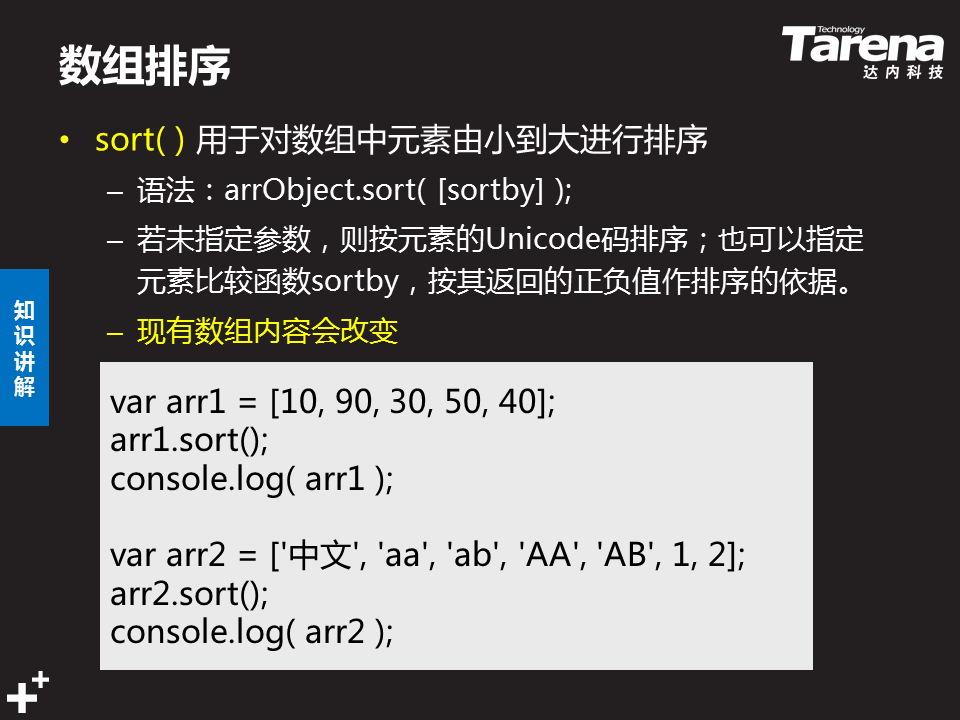 数组排序
Technology
Tarena
达内科技
• sort( ) 用于对数组中元素由小到大进行排序
– 语法：arrObject.sort( [sortby] );
– 若未指定参数，则按元素的Unicode码排序；也可以指定
元素比较函数sortby，按其返回的正负值作排序的依据。
– 现有数组内容会改变
知
识
讲
解
var arr1 = [10, 90, 30, 50, 40];
arr1.sort();
console.log( arr1 );
var arr2 = ['中文', 'aa', 'ab', 'AA', 'AB', 1, 2];
arr2.sort();
console.log( arr2 );